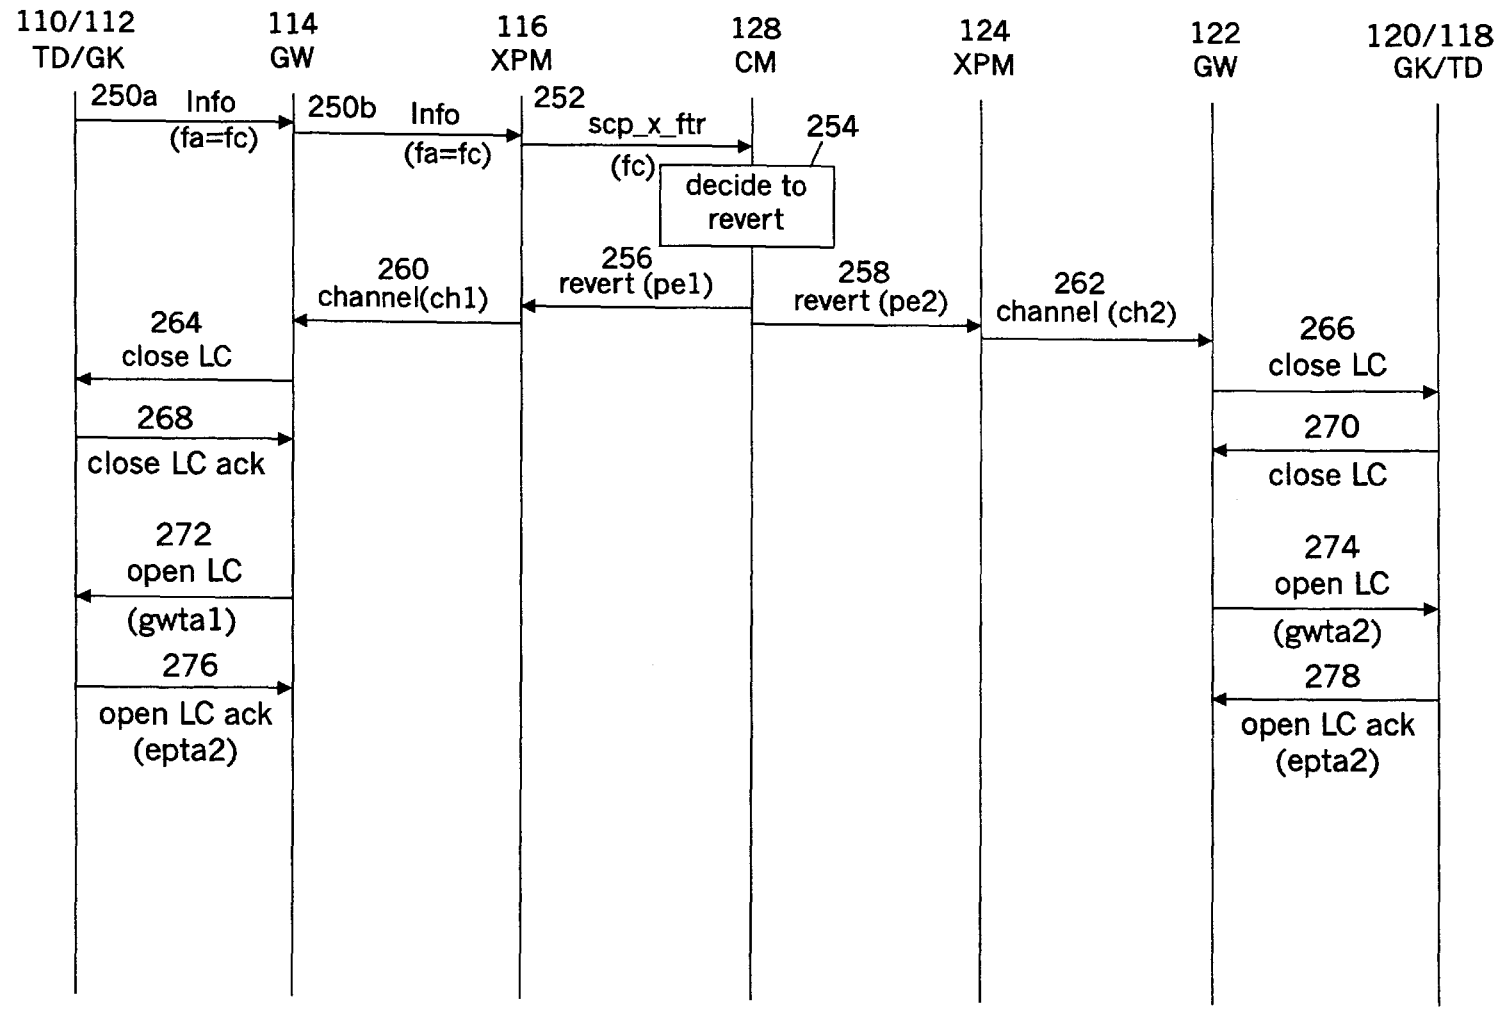 110/112
TD/GK
114
GW
116
XPM
128
CM
124
XPM
122
GW
120/118
GK/TD
250a Info
(fa=fc)
250b Info
(fa=fc)
252
scp_x_ftr
(fc)
254
decide to
revert
260
channel(ch1)
256
revert (pe1)
258
revert (pe2)
262
channel (ch2)
264
close LC
266
close LC
268
close LC ack
270
close LC
272
open LC
(gwta1)
274
open LC
(gwta2)
276
open LC ack
(epta2)
278
open LC ack
(epta2)